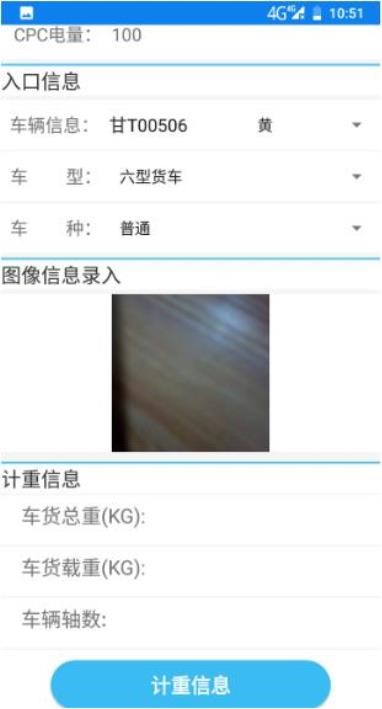 4G 4G 10:51
CPC电量： 100
入口信息
车辆信息： 甘T00506 黄
车 型： 六型货车
车 种： 普通
图像信息录入
计重信息
车货总重(KG):
车货载重(KG):
车辆轴数:
计重信息